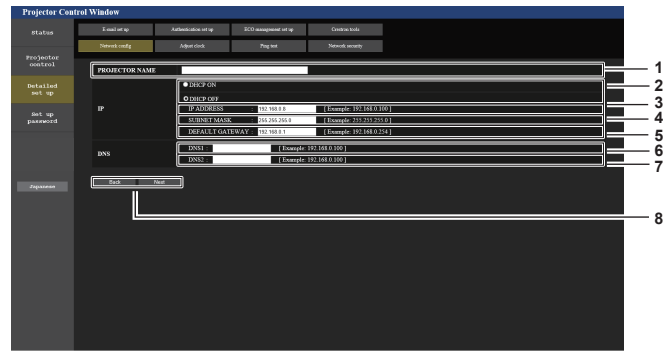 Projector Control Window
Status
Projector control
Detailed set up
Set up password
Japanese
E-mail set up
Authentication set up
ECO management set up
Crestron tools
Network config
Adjust clock
Ping test
Network security
PROJECTOR NAME
IP
DHCP ON
DHCP OFF
IP ADDRESS : 192.168.0.8 [ Example: 192.168.0.100 ]
SUBNET MASK : 255.255.255.0 [ Example: 255.255.255.0 ]
DEFAULT GATEWAY : 192.168.0.1 [ Example: 192.168.0.254 ]
DNS
DNS1 : [ Example: 192.168.0.100 ]
DNS2 : [ Example: 192.168.0.100 ]
Back Next
1
2
3
4
5
6
7
8